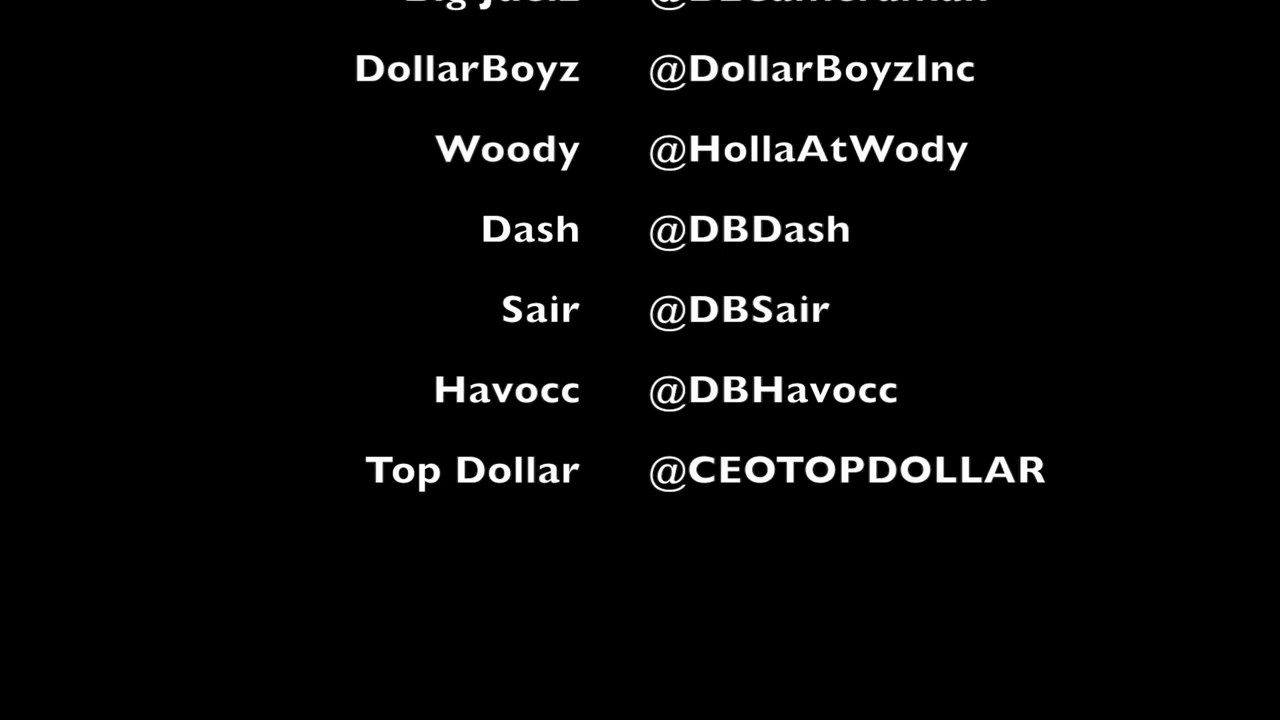 DollarBoyz @DollarBoyzInc
Woody @HollaAtWody
Dash @DBDash
Sair @DBSair
Havocc @DBHavocc
Top Dollar @CEOTOPDOLLAR